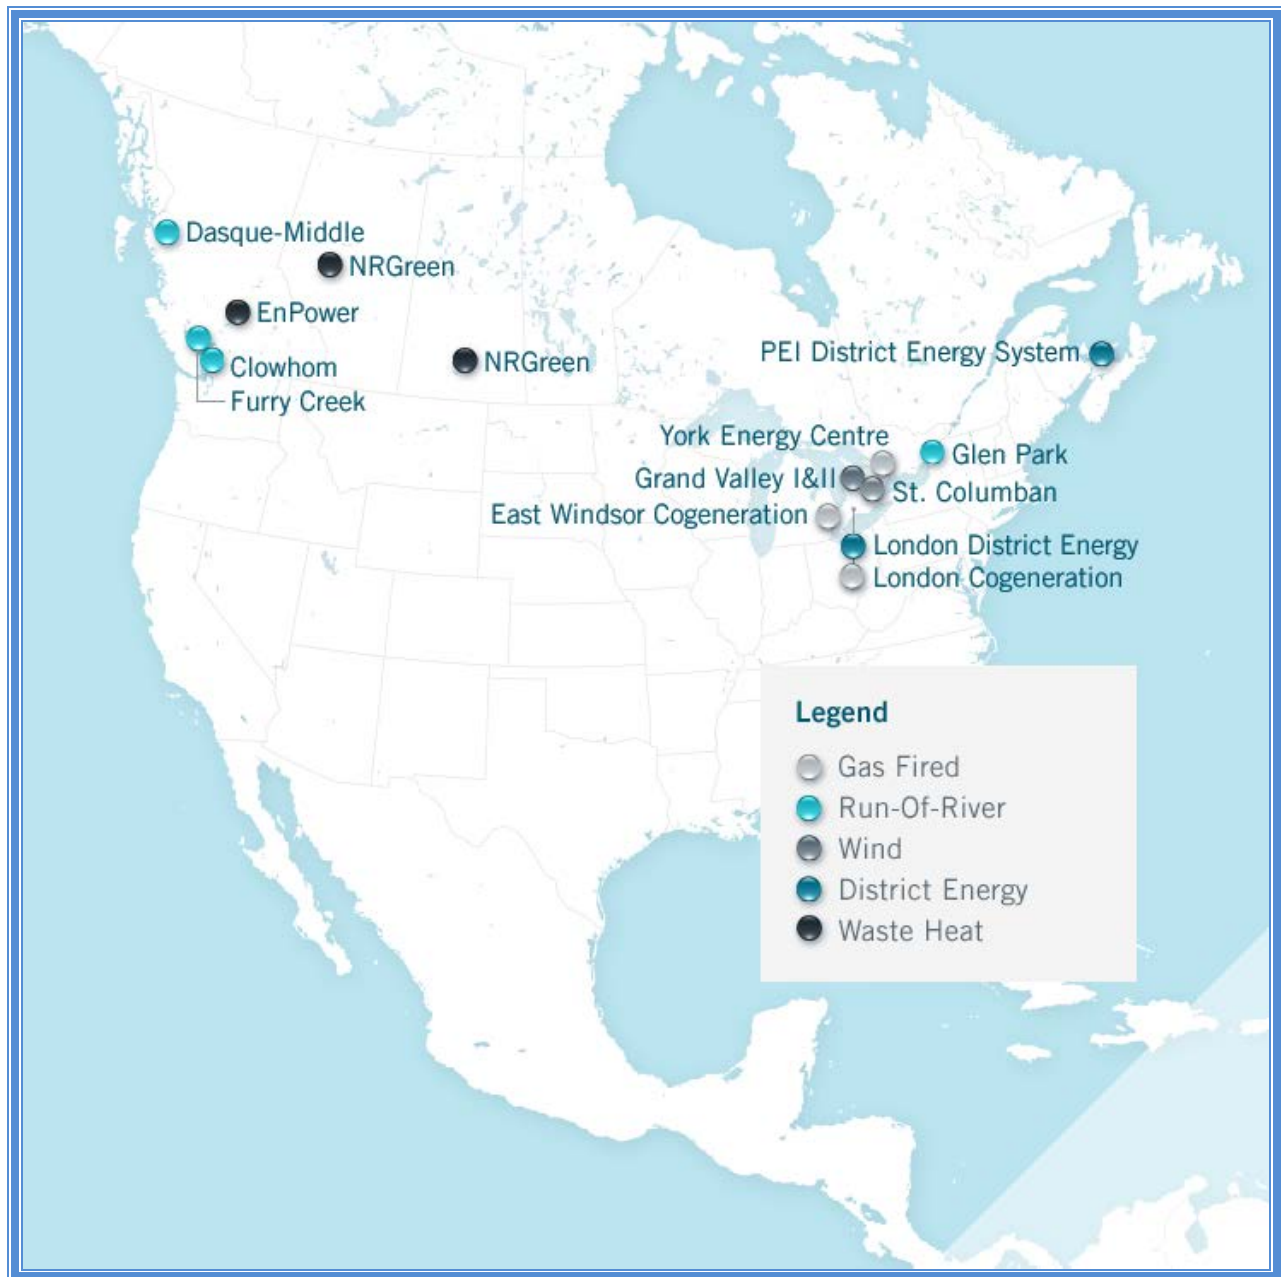 Dasque-Middle
NRGreen
EnPower
Clowhom
Furry Creek
NRGreen
PEI District Energy System
York Energy Centre
Glen Park
Grand Valley I&II
St. Columban
East Windsor Cogeneration
London District Energy
London Cogeneration
Legend
Gas Fired
Run-Of-River
Wind
District Energy
Waste Heat